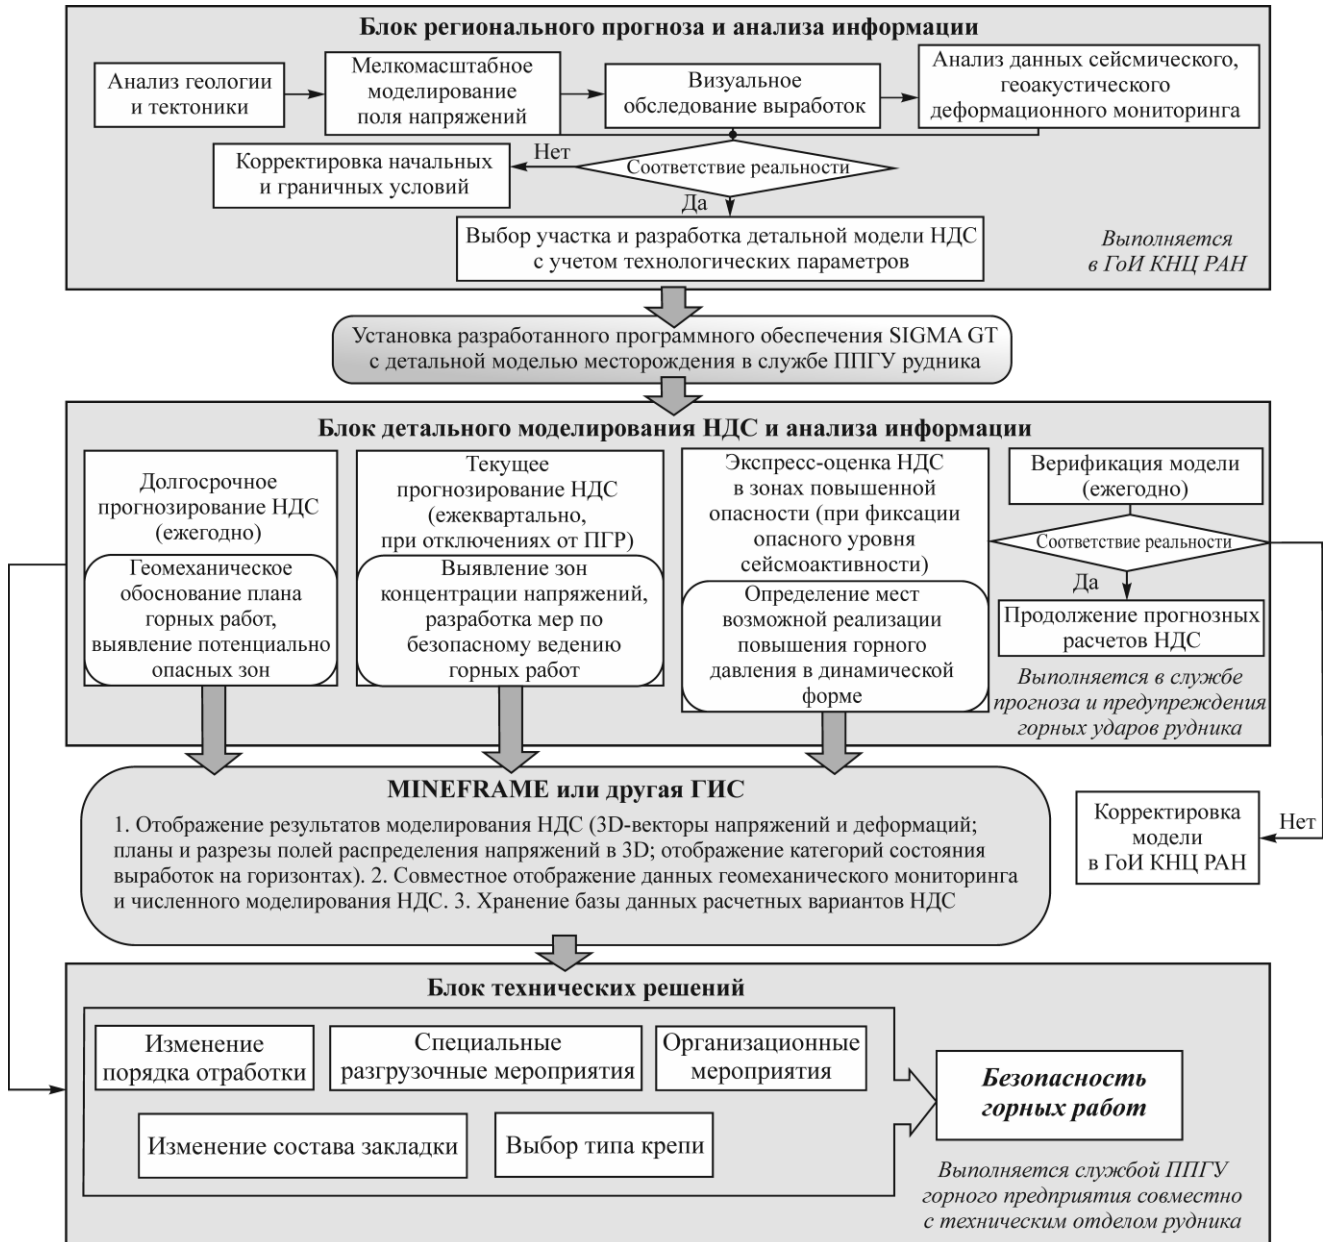 Блок регионального прогноза и анализа информации
Анализ геологии
и тектоники
Мелкомасштабное
моделирование
поля напряжений
Визуальное
обследование выработок
Анализ данных сейсмического,
геоакустического
деформационного мониторинга
Корректировка начальных
и граничных условий
Нет
Соответствие реальности
Да
Выбор участка и разработка детальной модели НДС
с учетом технологических параметров
Выполняется
в ГоИ КНЦ РАН
Установка разработанного программного обеспечения SIGMA GT
с детальной моделью месторождения в службе ППГУ рудника
Блок детального моделирования НДС и анализа информации
Долгосрочное
прогнозирование НДС
(ежегодно)
Геомеханическое
обоснование плана
горных работ,
выявление потенциально
опасных зон
Текущее
прогнозирование НДС
(ежеквартально,
при отключениях от ПГР)
Выявление зон
концентрации напряжений,
разработка мер по
безопасному ведению
горных работ
Экспресс-оценка НДС
в зонах повышенной
опасности (при фиксации
опасного уровня
сейсмоактивности)
Определение мест
возможной реализации
повышения горного
давления в динамической
форме
Верификация модели
(ежегодно)
Соответствие реальности
Да
Продолжение прогнозных
расчетов НДС
Выполняется в службе
прогноза и предупреждения
горных ударов рудника
MINEFRAME или другая ГИС
1. Отображение результатов моделирования НДС (3D-векторы напряжений и деформаций;
планы и разрезы полей распределения напряжений в 3D; отображение категорий состояния
выработок на горизонтах). 2. Совместное отображение данных геомеханического мониторинга
и численного моделирования НДС. 3. Хранение базы данных расчетных вариантов НДС
Корректировка
модели
в ГоИ КНЦ РАН
Нет
Блок технических решений
Изменение
порядка отработки
Специальные
разгрузочные мероприятия
Организационные
мероприятия
Изменение состава закладки
Выбор типа крепи
Безопасность
горных работ
Выполняется службой ППГУ
горного предприятия совместно
с техническим отделом рудника